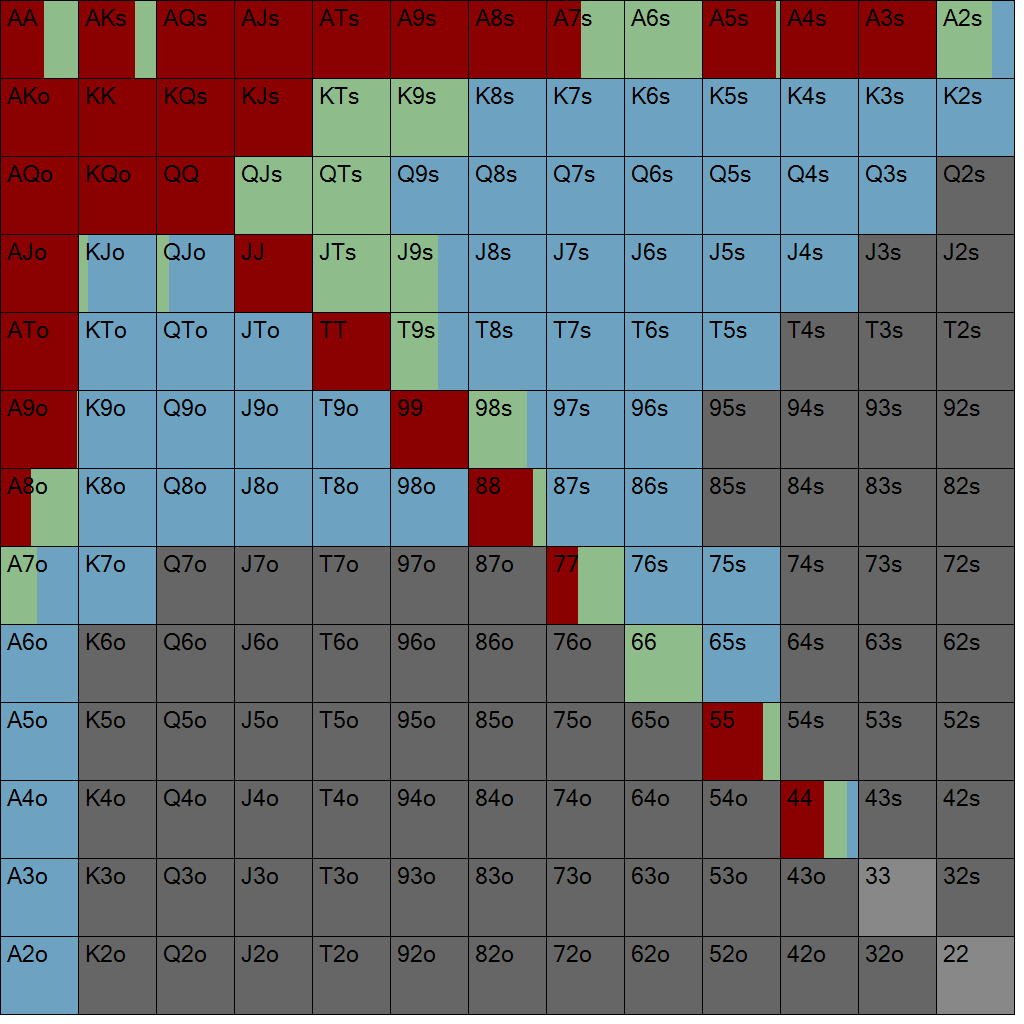 AA AKs AQs AJs ATs A9s A8s A7s A6s A5s A4s A3s A2s
AKo KK KQs KJs KTs K9s K8s K7s K6s K5s K4s K3s K2s
AQo KQo QQ QJs QTs Q9s Q8s Q7s Q6s Q5s Q4s Q3s Q2s
AJo KJo QJo JJ JTs J9s J8s J7s J6s J5s J4s J3s J2s
ATo KTo QTo JTo TT T9s T8s T7s T6s T5s T4s T3s T2s
A9o K9o Q9o J9o T9o 99 98s 97s 96s 95s 94s 93s 92s
A8o K8o Q8o J8o T8o 98o 88 87s 86s 85s 84s 83s 82s
A7o K7o Q7o J7o T7o 97o 87o 77 76s 75s 74s 73s 72s
A6o K6o Q6o J6o T6o 96o 86o 76o 66 65s 64s 63s 62s
A5o K5o Q5o J5o T5o 95o 85o 75o 65o 55 54s 53s 52s
A4o K4o Q4o J4o T4o 94o 84o 74o 64o 54o 44 43s 42s
A3o K3o Q3o J3o T3o 93o 83o 73o 63o 53o 43o 33 32s
A2o K2o Q2o J2o T2o 92o 82o 72o 62o 52o 42o 32o 22